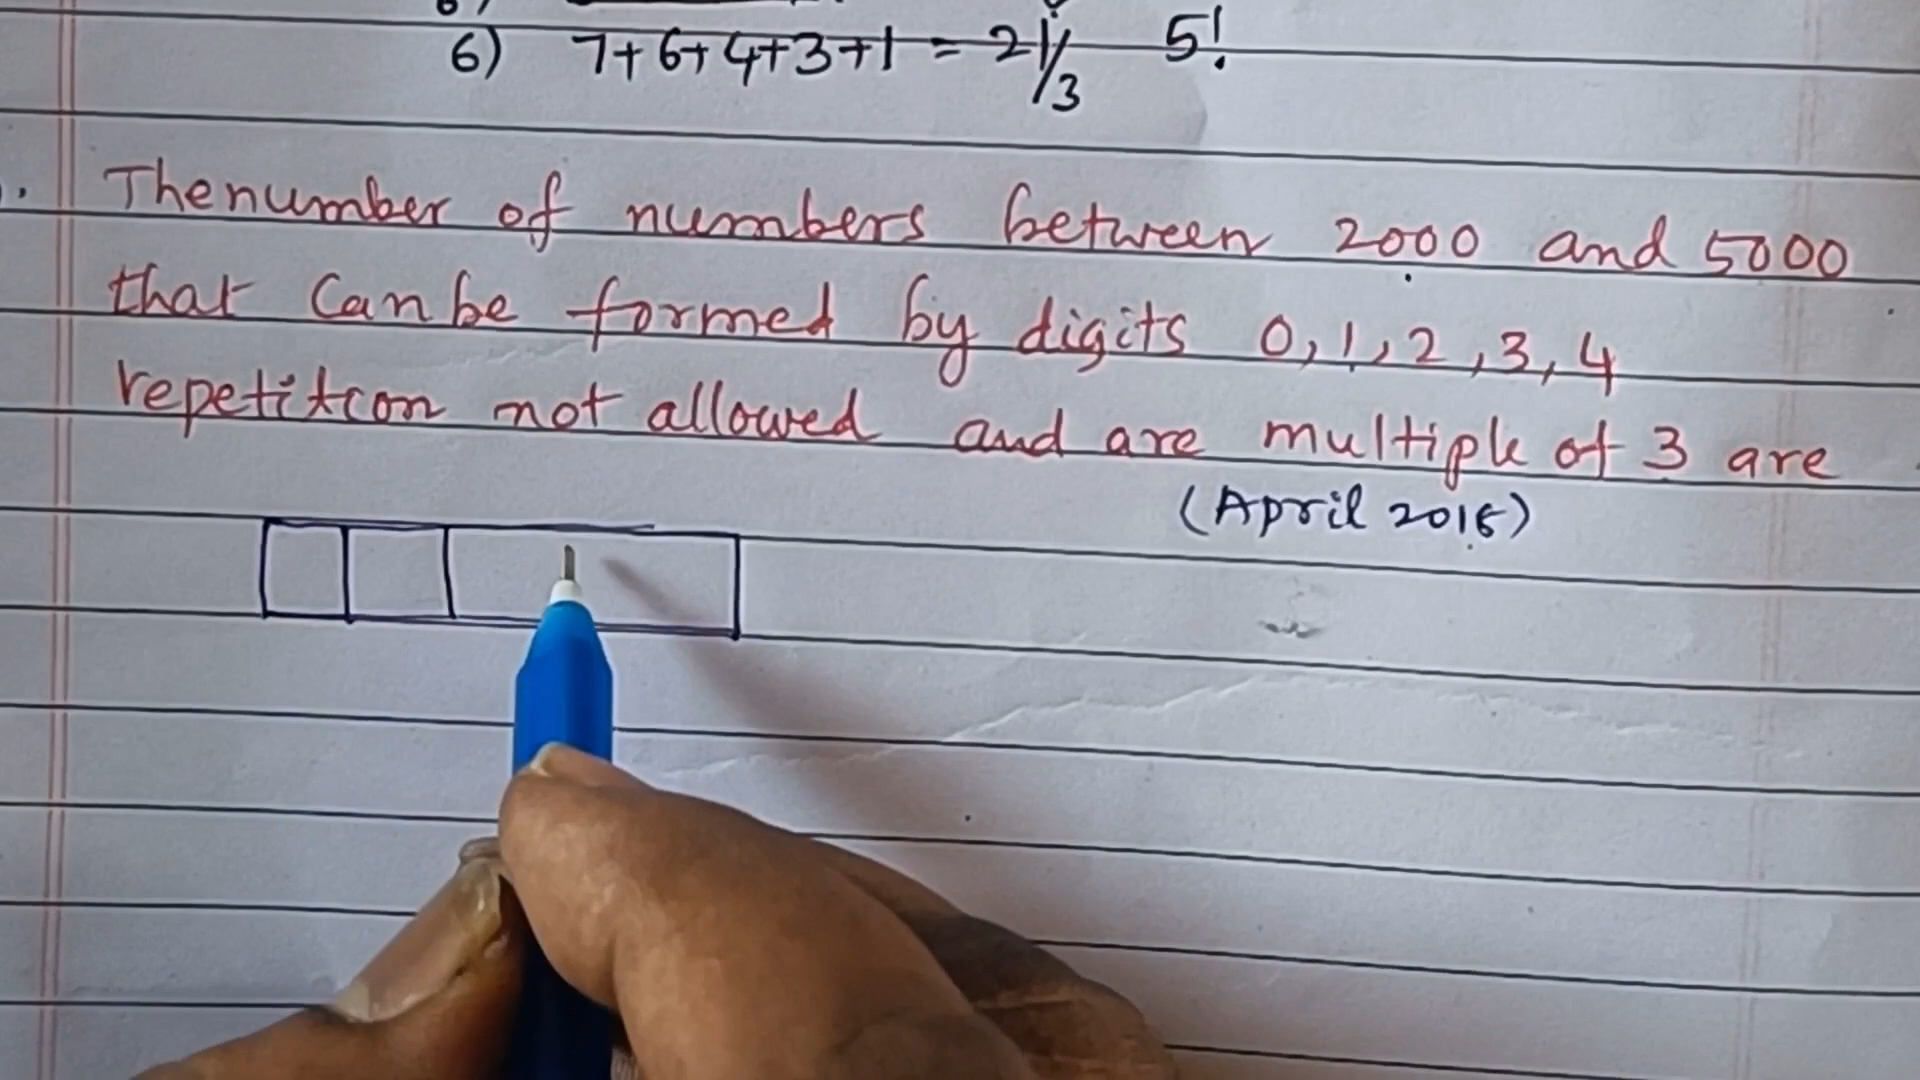 6) 7+6+4+3+1 = 21/3 5!
The number of numbers between 2000 and 5000
that can be formed by digits 0,1,2,3,4
repetition not allowed and are multiple of 3 are
(April 2016)